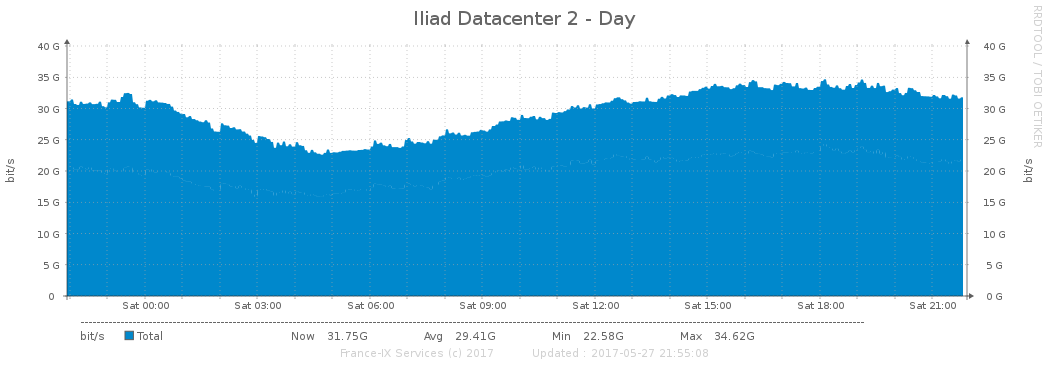 Iliad Datacenter 2 - Day
RRDTOOL / TOBI OETIKER
40 G 40 G
35 G 35 G
30 G 30 G
25 G 25 G
20 G 20 G
15 G 15 G
10 G 10 G
5 G 5 G
0 0 G
bit/s bit/s
Sat 00:00 Sat 03:00 Sat 06:00 Sat 09:00 Sat 12:00 Sat 15:00 Sat 18:00 Sat 21:00
bit/s Total Now 31.75G Avg 29.41G Min 22.58G Max 34.62G
France-IX Services (c) 2017 Updated : 2017-05-27 21:55:08